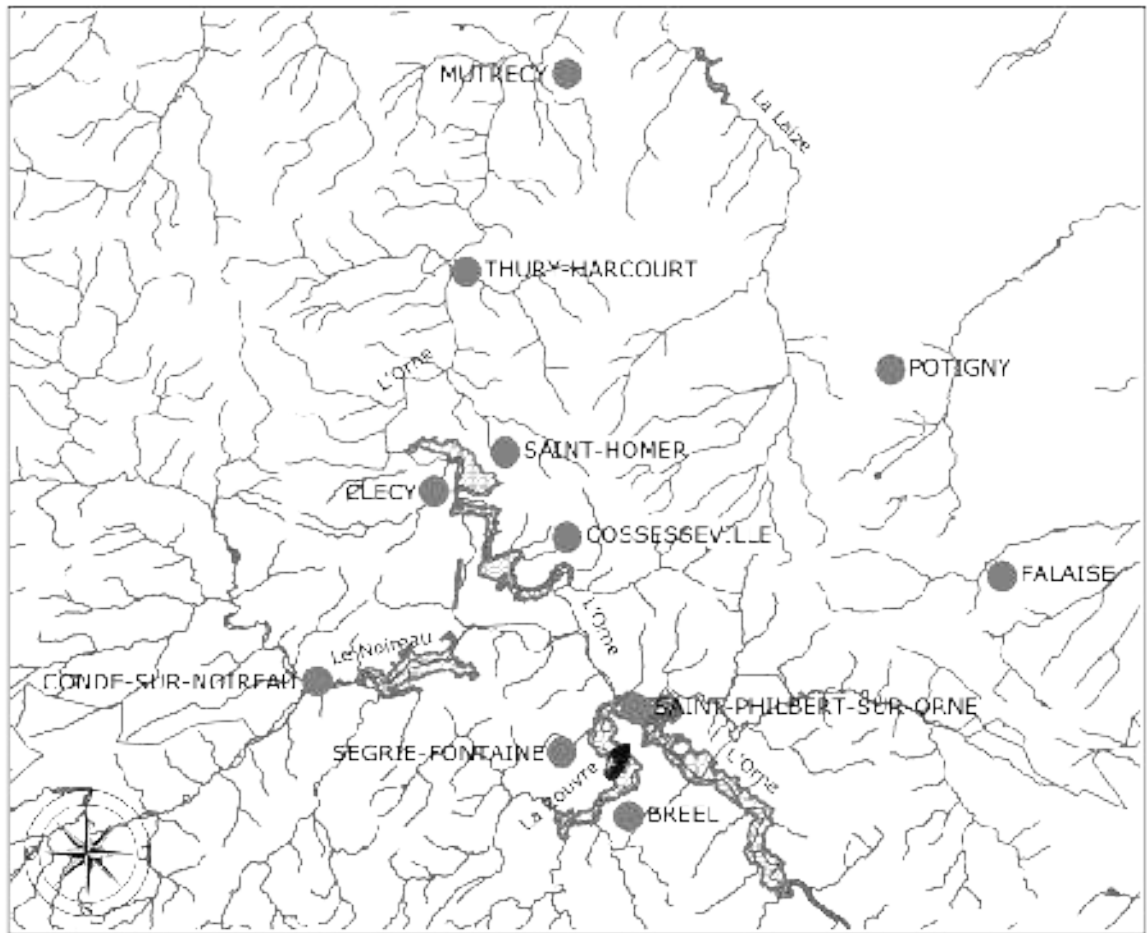 MUTRECY
La Laize
THURY-HARCOURT
L'Orne
POTIGNY
SAINT-HOMER
CLECY
COSSESSEVILLE
FALAISE
L'Orne
Le Noireau
CONDE-SUR-NOIREAU
SAINT-PHILBERT-SUR-ORNE
SEGRIE-FONTAINE
L'Orne
La Rouvre
BREEL